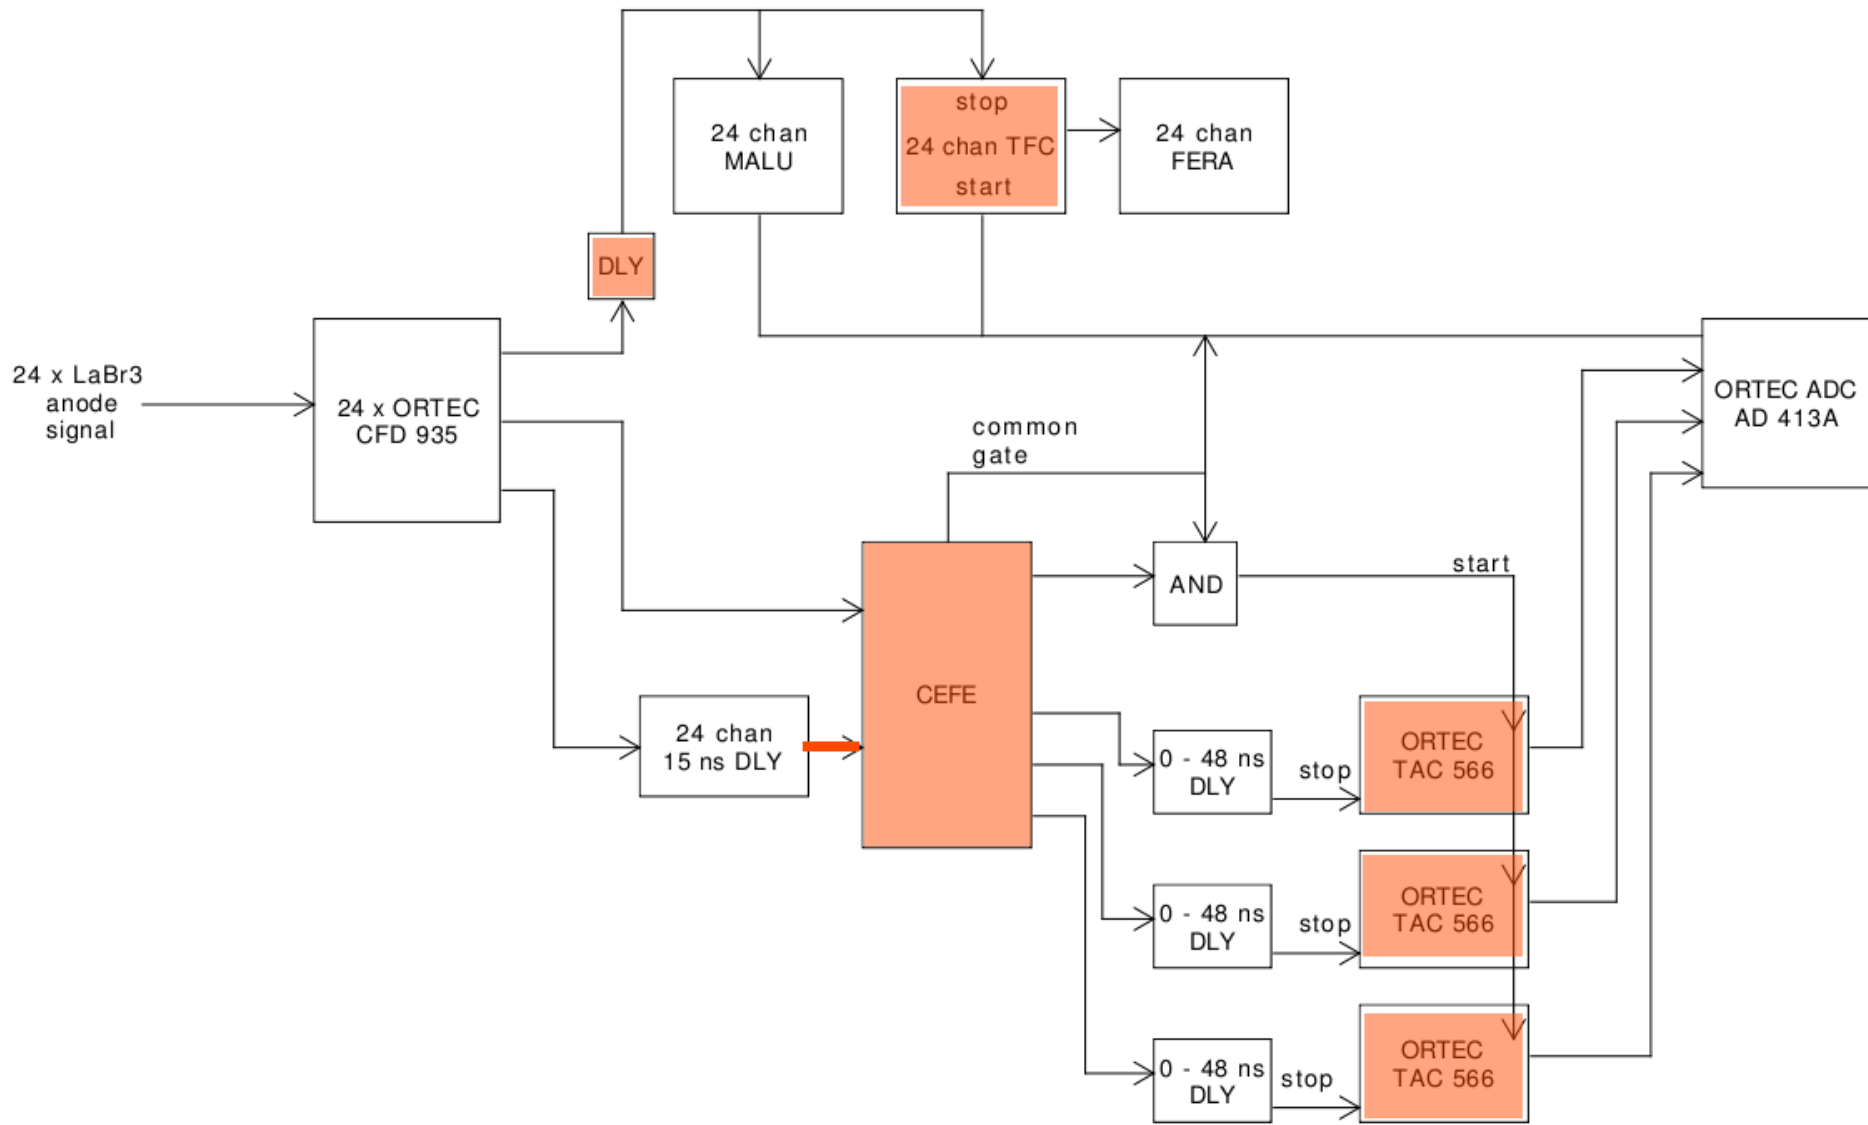 stop
24 chan
MALU
24 chan TFC
24 chan
FERA
start
DLY
24 x LaBr3
anode
signal
24 x ORTEC
CFD 935
ORTEC ADC
AD 413A
common
gate
start
AND
CEFE
24 chan
15 ns DLY
0 - 48 ns
DLY
stop
ORTEC
TAC 566
0 - 48 ns
DLY
stop
ORTEC
TAC 566
0 - 48 ns
DLY
stop
ORTEC
TAC 566